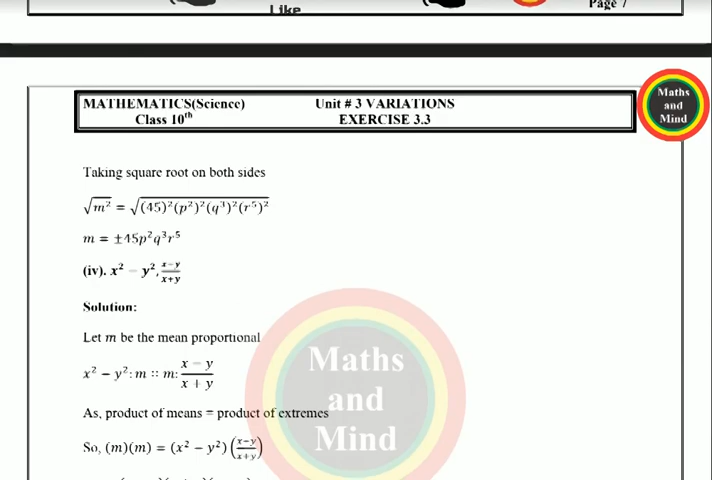 Like
Page 7
MATHEMATICS(Science) Unit # 3 VARIATIONS
Class 10th EXERCISE 3.3
Maths
and
Mind
Taking square root on both sides
√m² = √(45)²(p²)²(q³)²(r⁵)²
m = ±45p²q³r⁵
(iv). x² − y², (x−y)/(x+y)
Solution:
Let m be the mean proportional
x² − y²: m :: m: (x − y)/(x + y)
As, product of means = product of extremes
So, (m)(m) = (x² − y²) ((x−y)/(x+y))
Maths
and
Mind